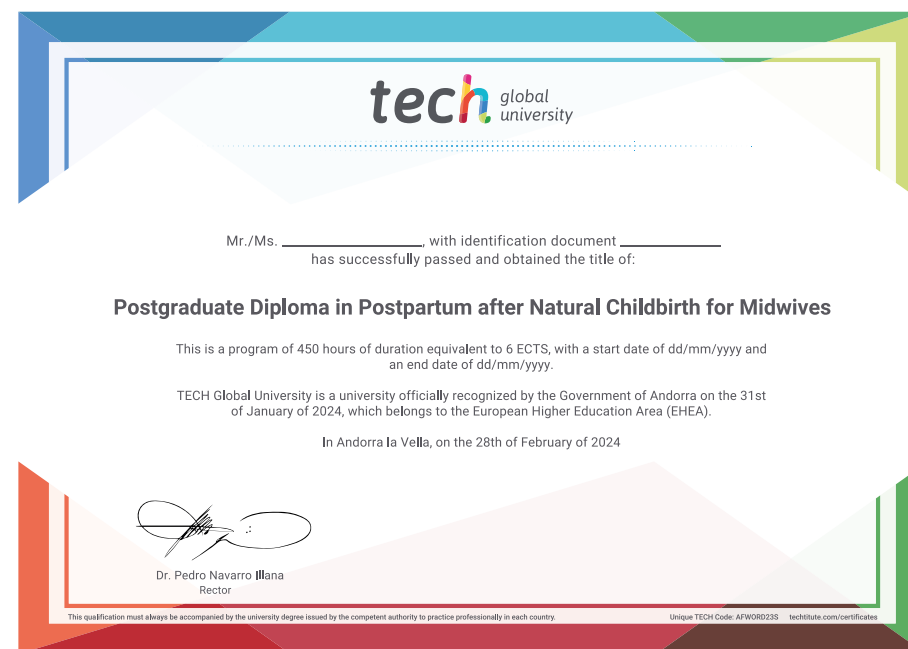 tech global university
Mr./Ms. ____________________, with identification document ______________
has successfully passed and obtained the title of:
Postgraduate Diploma in Postpartum after Natural Childbirth for Midwives
This is a program of 450 hours of duration equivalent to 6 ECTS, with a start date of dd/mm/yyyy and
an end date of dd/mm/yyyy.
TECH Global University is a university officially recognized by the Government of Andorra on the 31st
of January of 2024, which belongs to the European Higher Education Area (EHEA).
In Andorra la Vella, on the 28th of February of 2024
Dr. Pedro Navarro Illana
Rector
This qualification must always be accompanied by the university degree issued by the competent authority to practice professionally in each country. Unique TECH Code: AFWORD23S techtitute.com/certificates